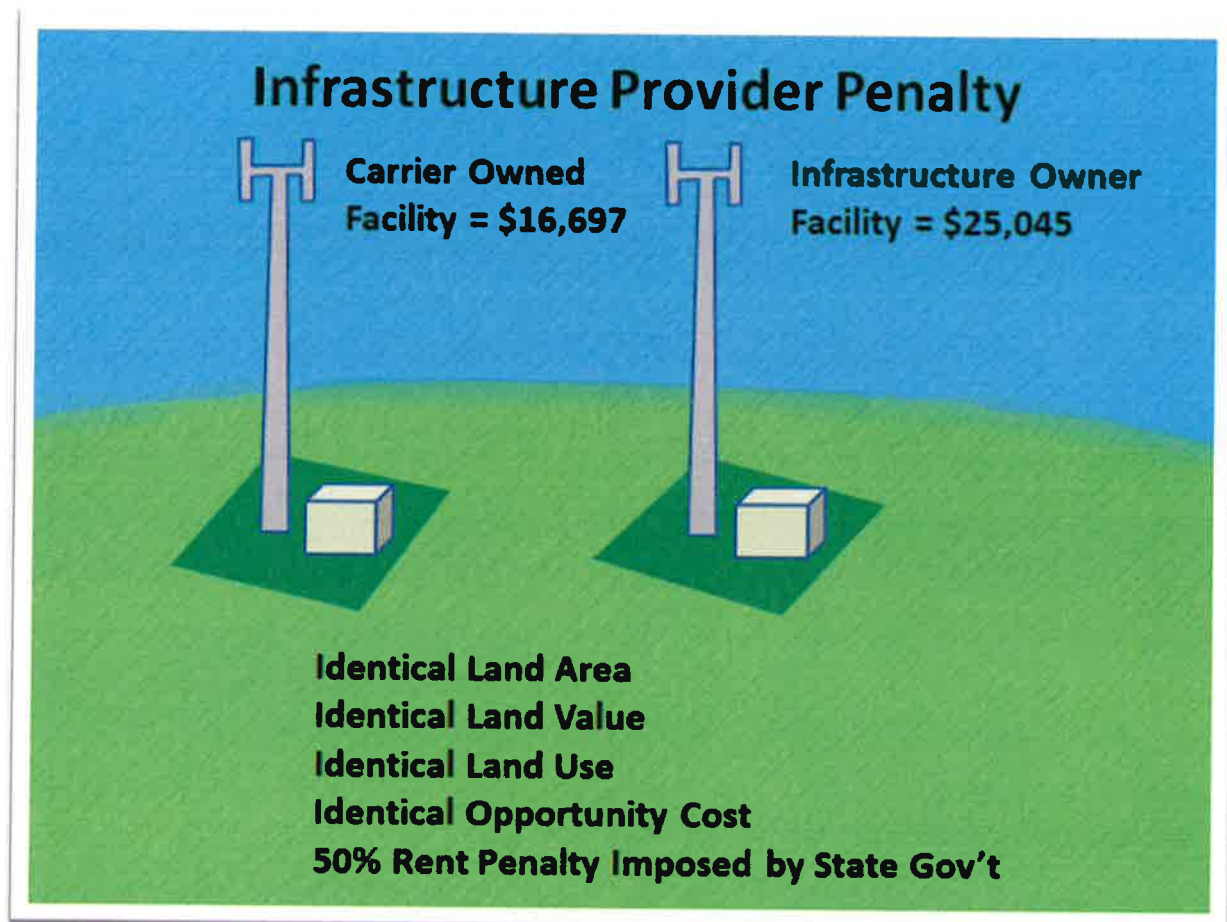 Infrastructure Provider Penalty
Carrier Owned
Facility = $16,697
Infrastructure Owner
Facility = $25,045
Identical Land Area
Identical Land Value
Identical Land Use
Identical Opportunity Cost
50% Rent Penalty Imposed by State Gov't